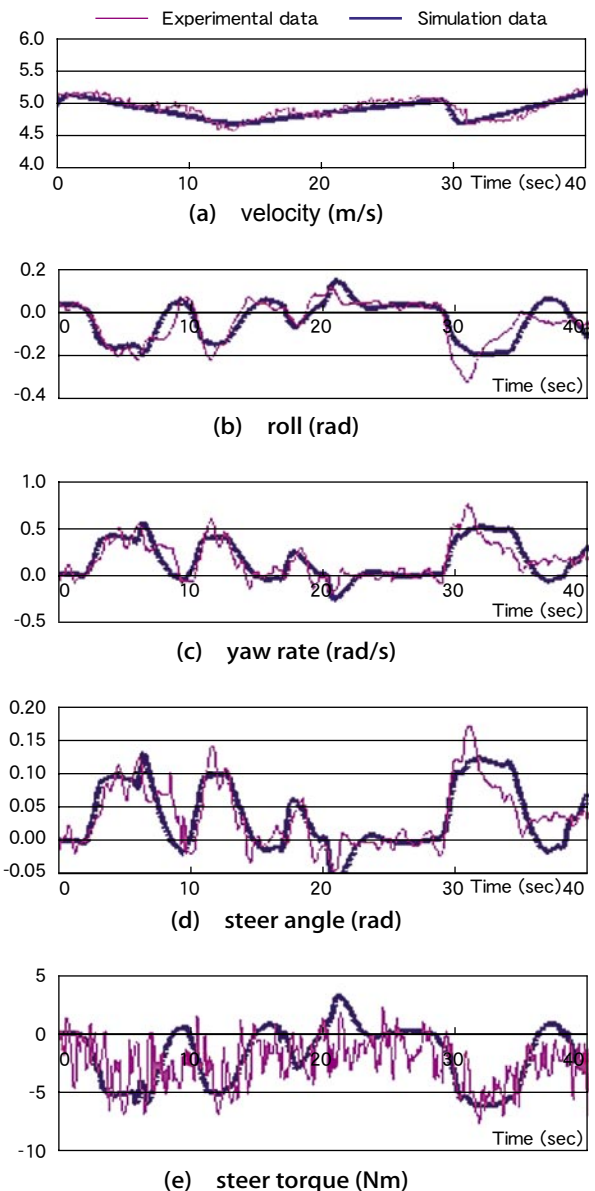 Experimental data Simulation data
6.0
5.5
5.0
4.5
4.0
0 10 20 30 Time (sec) 40
(a) velocity (m/s)
0.2
0.0
-0.2
-0.4
0 10 20 30 40
Time (sec)
(b) roll (rad)
1.0
0.5
0.0
-0.5
0 10 20 30 40
Time (sec)
(c) yaw rate (rad/s)
0.20
0.15
0.10
0.05
0.00
-0.05
0 10 20 30 Time (sec) 40
(d) steer angle (rad)
5
0
-5
-10
0 10 20 30 40
Time (sec)
(e) steer torque (Nm)